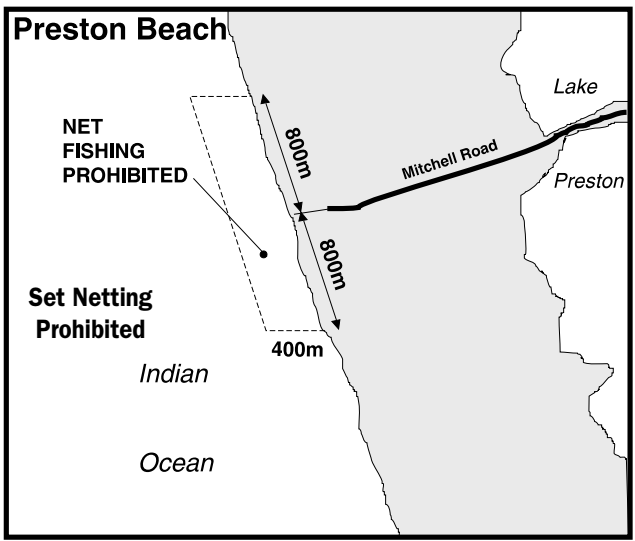 Preston Beach
NET
FISHING
PROHIBITED
800m
Mitchell Road
Lake
Preston
800m
Set Netting
Prohibited
400m
Indian
Ocean